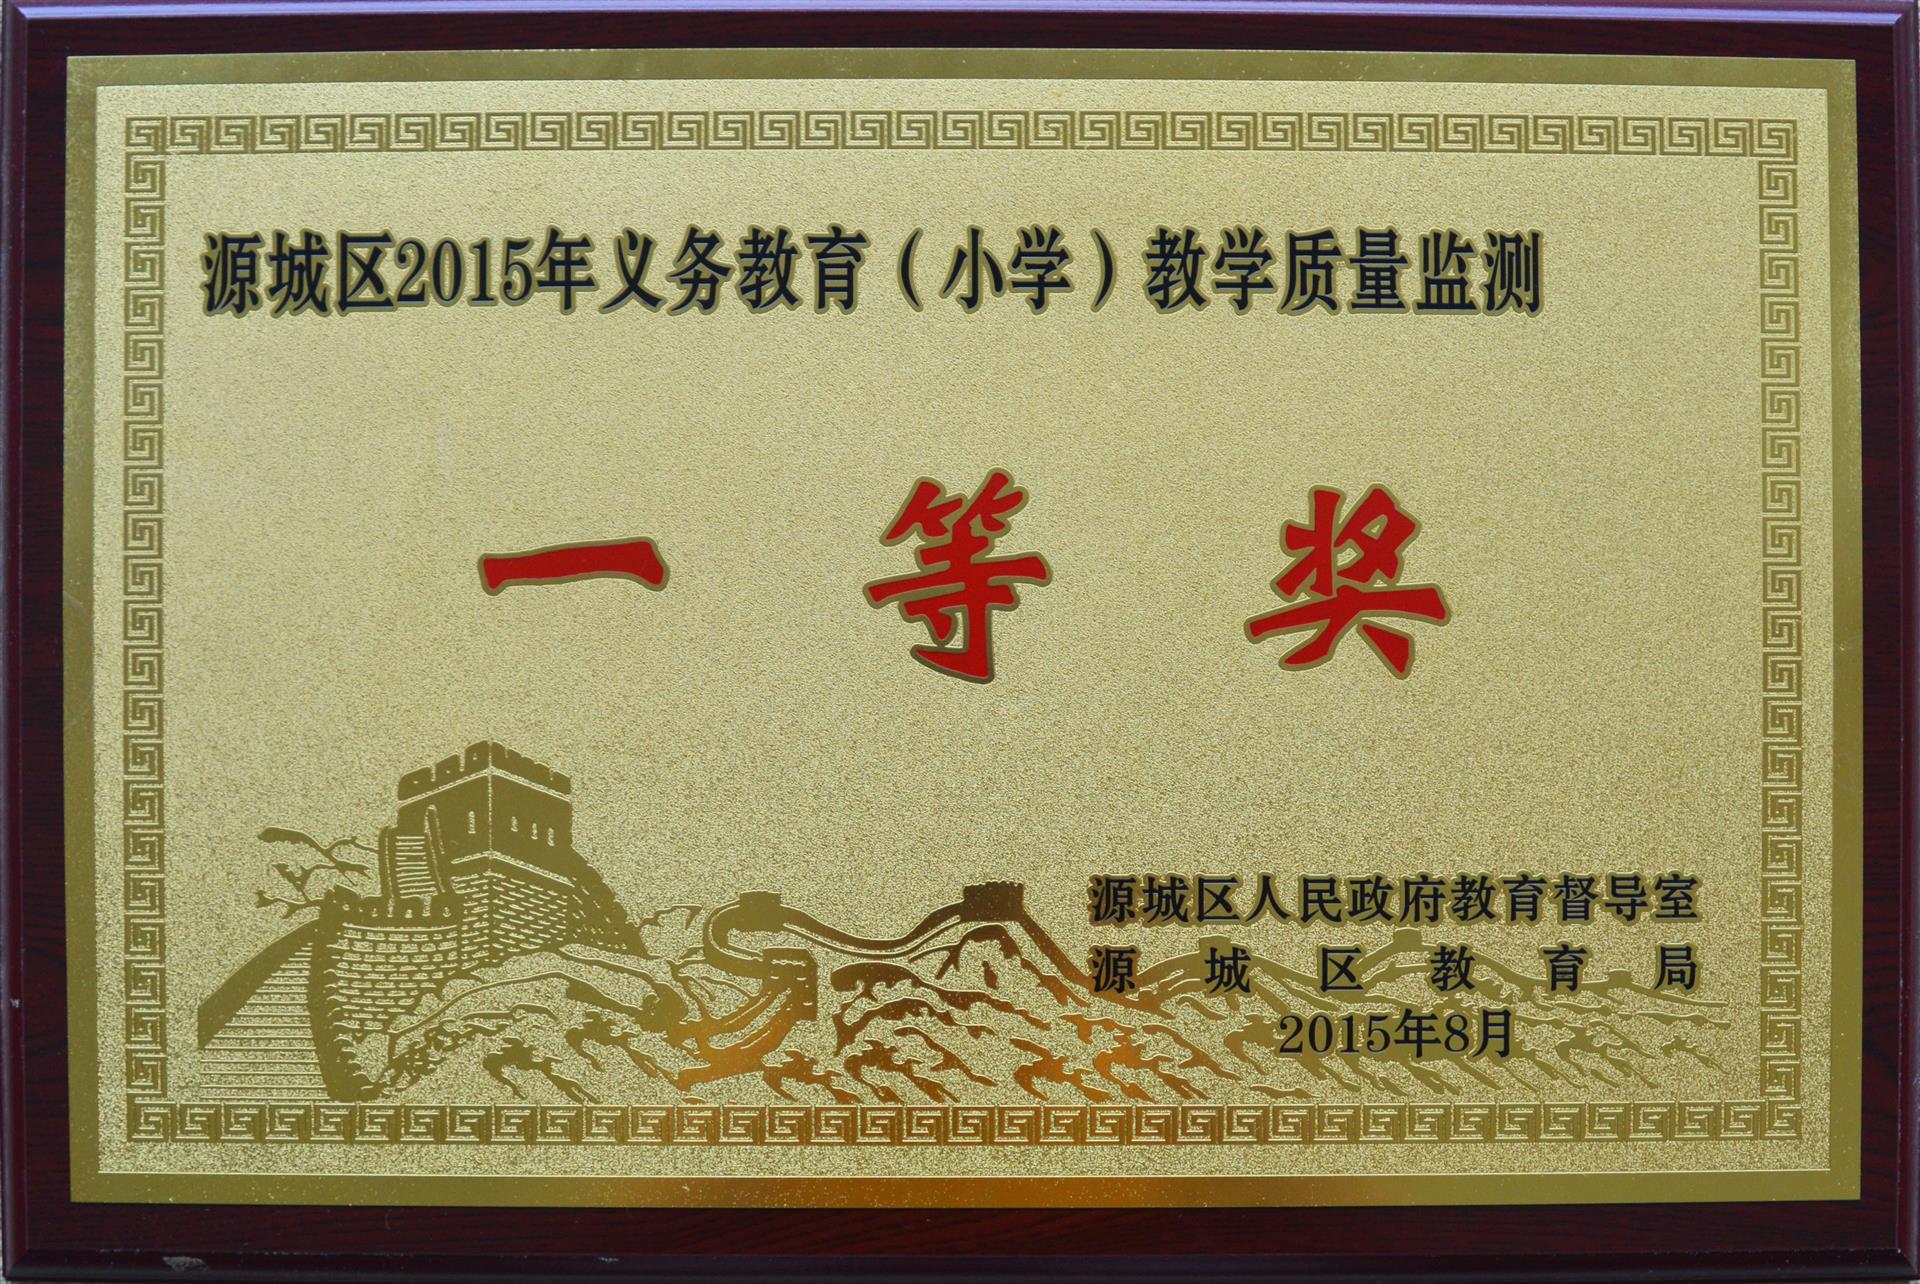 源城区2015年义务教育（小学）教学质量监测
一等奖
源城区人民政府教育督导室
源城区教育局
2015年8月